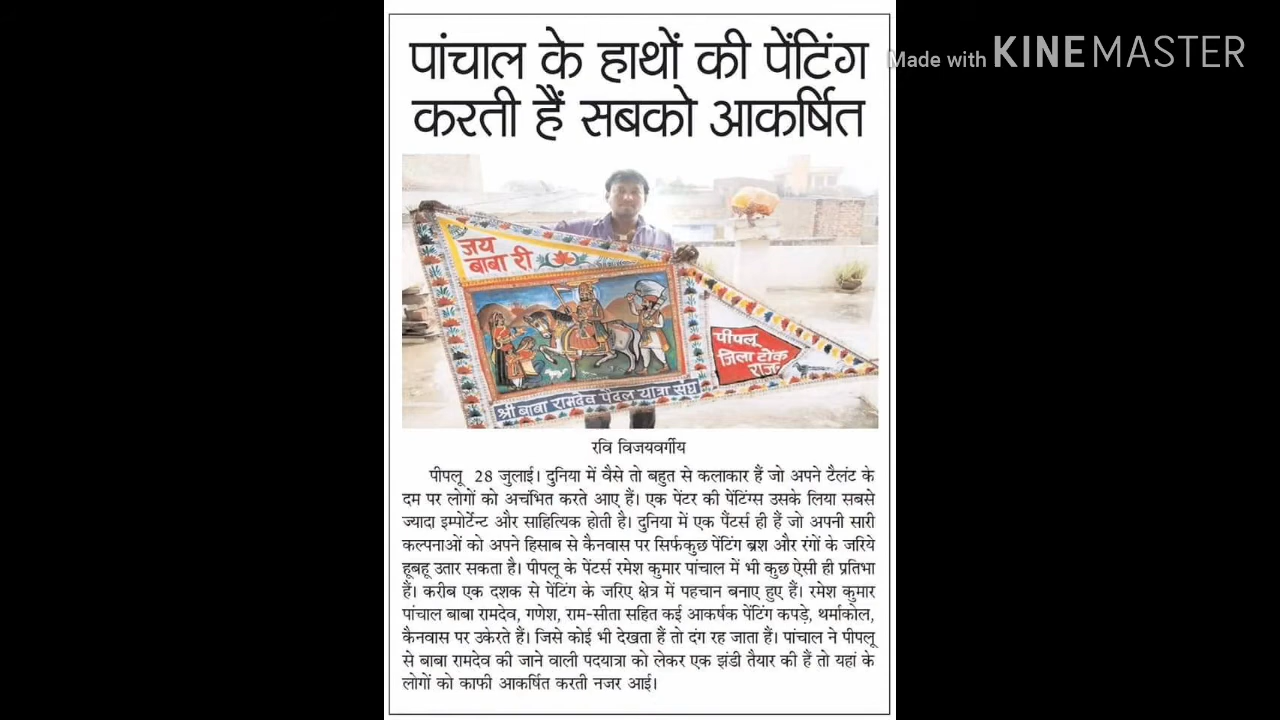 पांचाल के हाथों की पेंटिंग
करती हैं सबको आकर्षित
Made with KINEMASTER
जय
बाबा री
पीपलू
जिला टोंक
राज.
श्री बाबा रामदेव पैदल यात्रा संघ
रवि विजयवर्गीय
पीपलू 28 जुलाई। दुनिया में वैसे तो बहुत से कलाकार हैं जो अपने टैलंट के
दम पर लोगों को अचंभित करते आए हैं। एक पेंटर की पेंटिंग्स उसके लिया सबसे
ज्यादा इम्पोर्टेन्ट और साहित्यिक होती है। दुनिया में एक पैंटर्स ही हैं जो अपनी सारी
कल्पनाओं को अपने हिसाब से कैनवास पर सिर्फकुछ पेंटिंग ब्रश और रंगों के जरिये
हूबहू उतार सकता है। पीपलू के पेंटर्स रमेश कुमार पांचाल में भी कुछ ऐसी ही प्रतिभा
हैं। करीब एक दशक से पेंटिंग के जरिए क्षेत्र में पहचान बनाए हुए हैं। रमेश कुमार
पांचाल बाबा रामदेव, गणेश, राम-सीता सहित कई आकर्षक पेंटिंग कपड़े, थर्माकोल,
कैनवास पर उकेरते हैं। जिसे कोई भी देखता हैं तो दंग रह जाता हैं। पांचाल ने पीपलू
से बाबा रामदेव की जाने वाली पदयात्रा को लेकर एक झंडी तैयार की हैं तो यहां के
लोगों को काफी आकर्षित करती नजर आई।